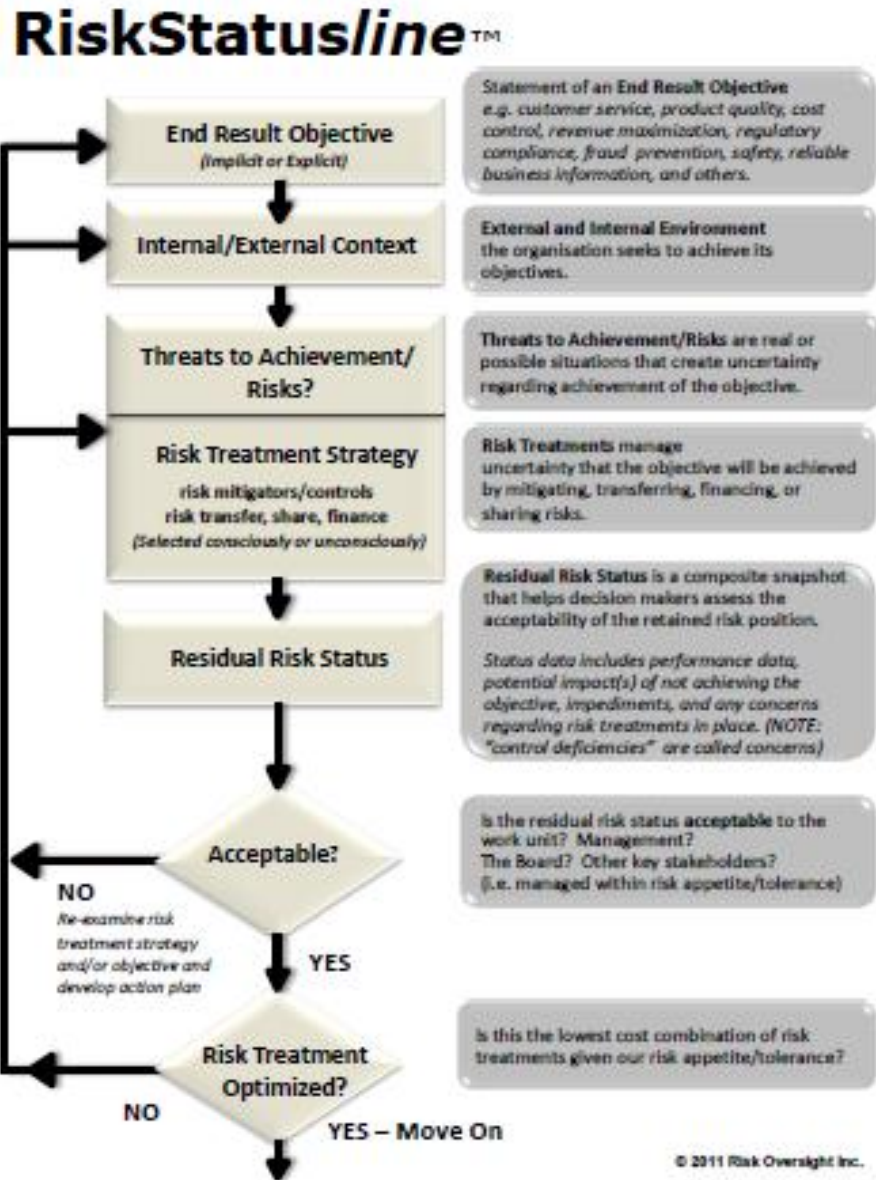 RiskStatusline™
End Result Objective
(Implicit or Explicit)
Statement of an End Result Objective
e.g. customer service, product quality, cost
control, revenue maximization, regulatory
compliance, fraud prevention, safety, reliable
business information, and others.
Internal/External Context
External and Internal Environment
the organisation seeks to achieve its
objectives.
Threats to Achievement/
Risks?
Threats to Achievement/Risks are real or
possible situations that create uncertainty
regarding achievement of the objective.
Risk Treatment Strategy
risk mitigators/controls
risk transfer, share, finance
(Selected consciously or unconsciously)
Risk Treatments manage
uncertainty that the objective will be achieved
by mitigating, transferring, financing, or
sharing risks.
Residual Risk Status
Residual Risk Status is a composite snapshot
that helps decision makers assess the
acceptability of the retained risk position.
Status data includes performance data,
potential impact(s) of not achieving the
objective, impediments, and any concerns
regarding risk treatments in place. (NOTE:
"control deficiencies" are called concerns)
Acceptable?
Is the residual risk status acceptable to the
work unit? Management?
The Board? Other key stakeholders?
(i.e. managed within risk appetite/tolerance)
NO
Re-examine risk
treatment strategy
and/or objective and
develop action plan
YES
Risk Treatment
Optimized?
Is this the lowest cost combination of risk
treatments given our risk appetite/tolerance?
NO
YES – Move On
© 2011 Risk Oversight Inc.